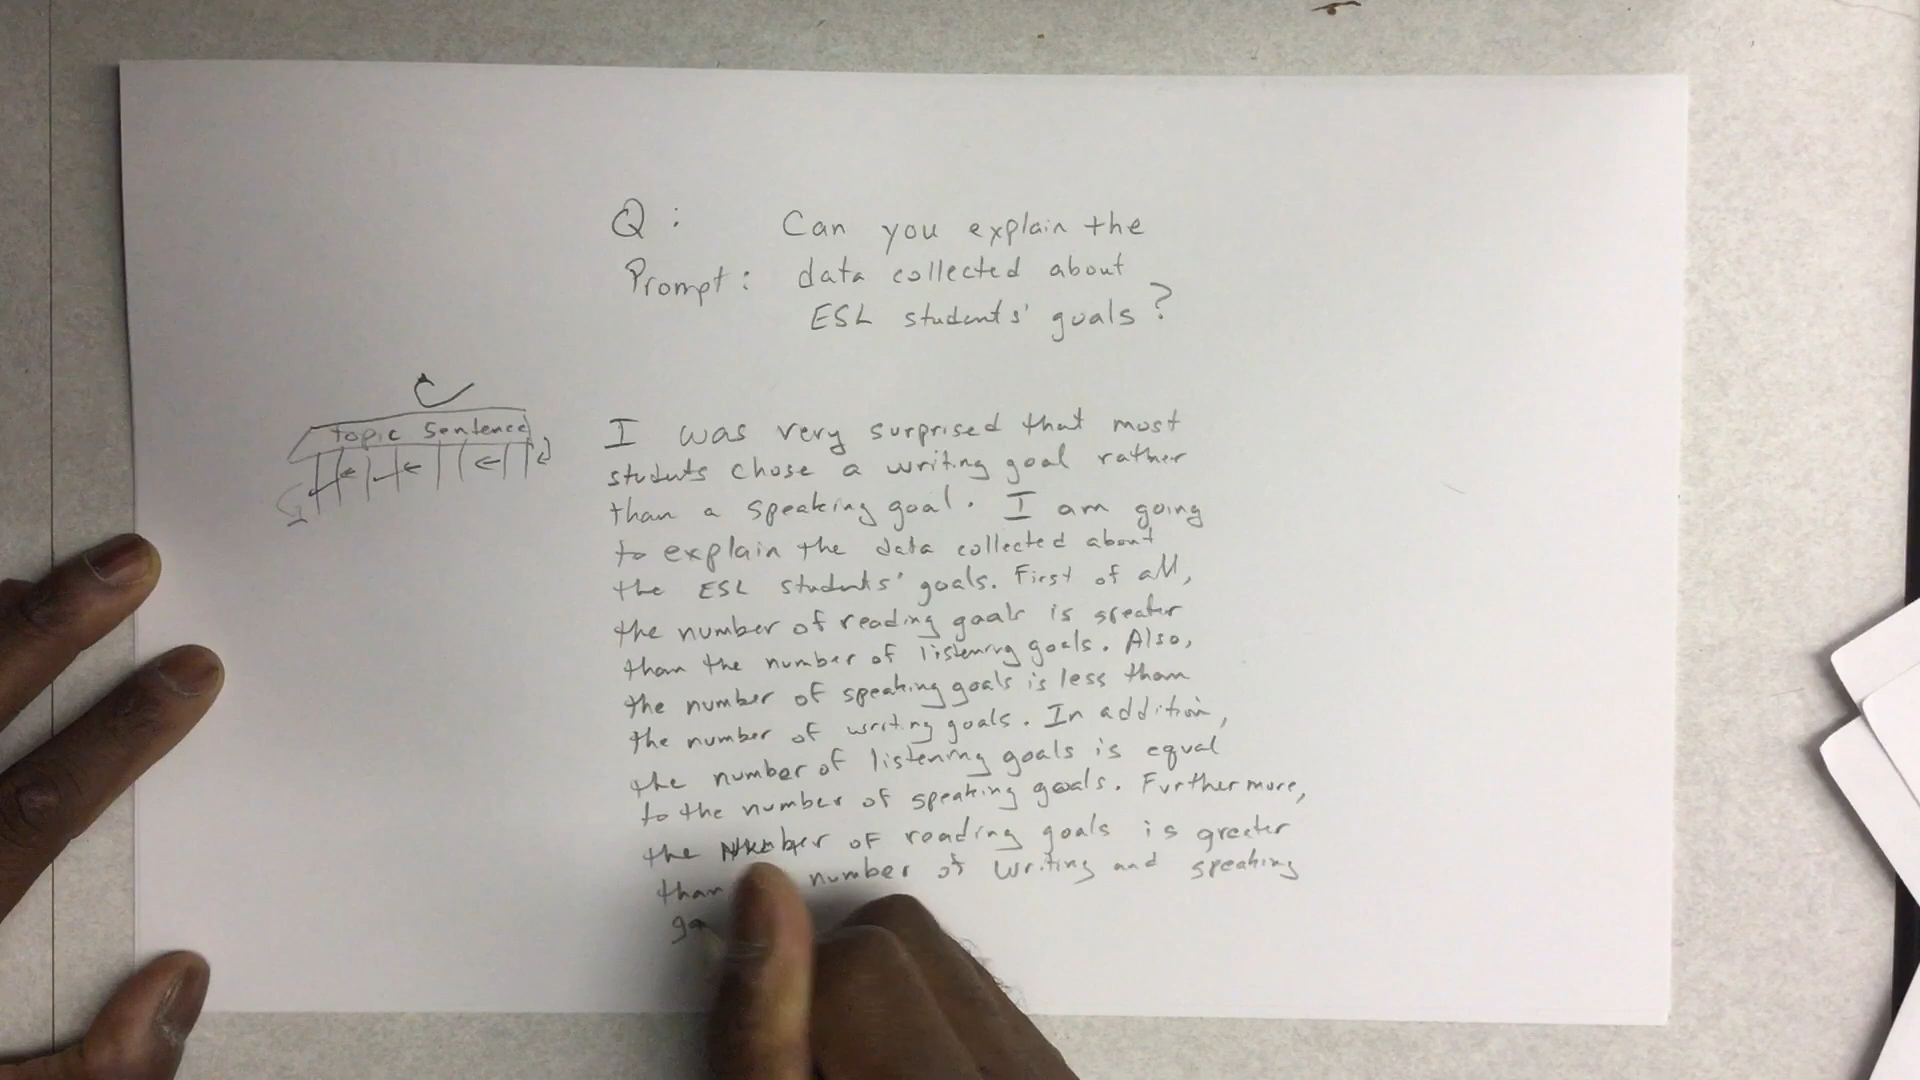 Q: Can you explain the
Prompt: data collected about
ESL students' goals?
Topic Sentence
I was very surprised that most
students chose a writing goal rather
than a speaking goal. I am going
to explain the data collected about
the ESL students' goals. First of all,
the number of reading goals is greater
than the number of listening goals. Also,
the number of speaking goals is less than
the number of writing goals. In addition,
the number of listening goals is equal
to the number of speaking goals. Furthermore,
the Number of reading goals is greater
than number of writing and speaking